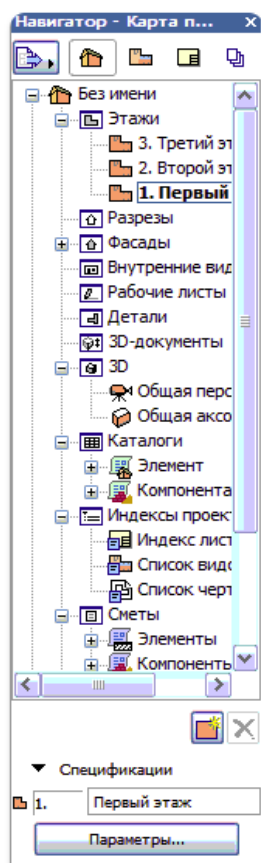 Навигатор - Карта п...
Без имени
Этажи
3. Третий эт
2. Второй эт
1. Первый
Разрезы
Фасады
Внутренние вид
Рабочие листы
Детали
3D-документы
3D
Общая перс
Общая аксо
Каталоги
Элемент
Компонента
Индексы проек
Индекс лист
Список видо
Список черт
Сметы
Элементы
Компоненты
Спецификации
1. Первый этаж
Параметры...